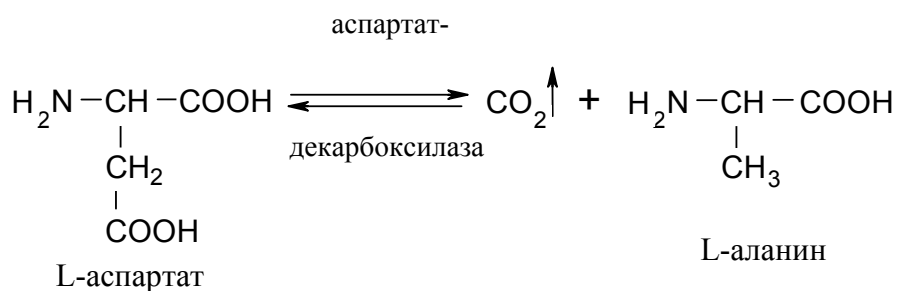 аспартат-
H₂N–CH–COOH ⇌ CO₂↑ + H₂N–CH–COOH
декарбоксилаза
CH₂ CH₃
COOH
L-аланин
L-аспартат